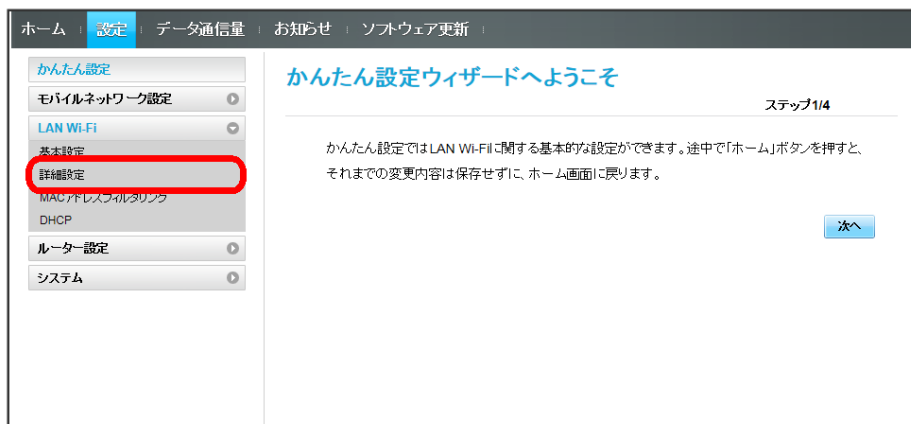 ホーム 設定 データ通信量 お知らせ ソフトウェア更新
かんたん設定
モバイルネットワーク設定
LAN Wi-Fi
基本設定
詳細設定
MACアドレスフィルタリング
DHCP
ルーター設定
システム
かんたん設定ウィザードへようこそ
ステップ1/4
かんたん設定ではLAN Wi-Fiに関する基本的な設定ができます。途中で「ホーム」ボタンを押すと、
それまでの変更内容は保存せずに、ホーム画面に戻ります。
次へ